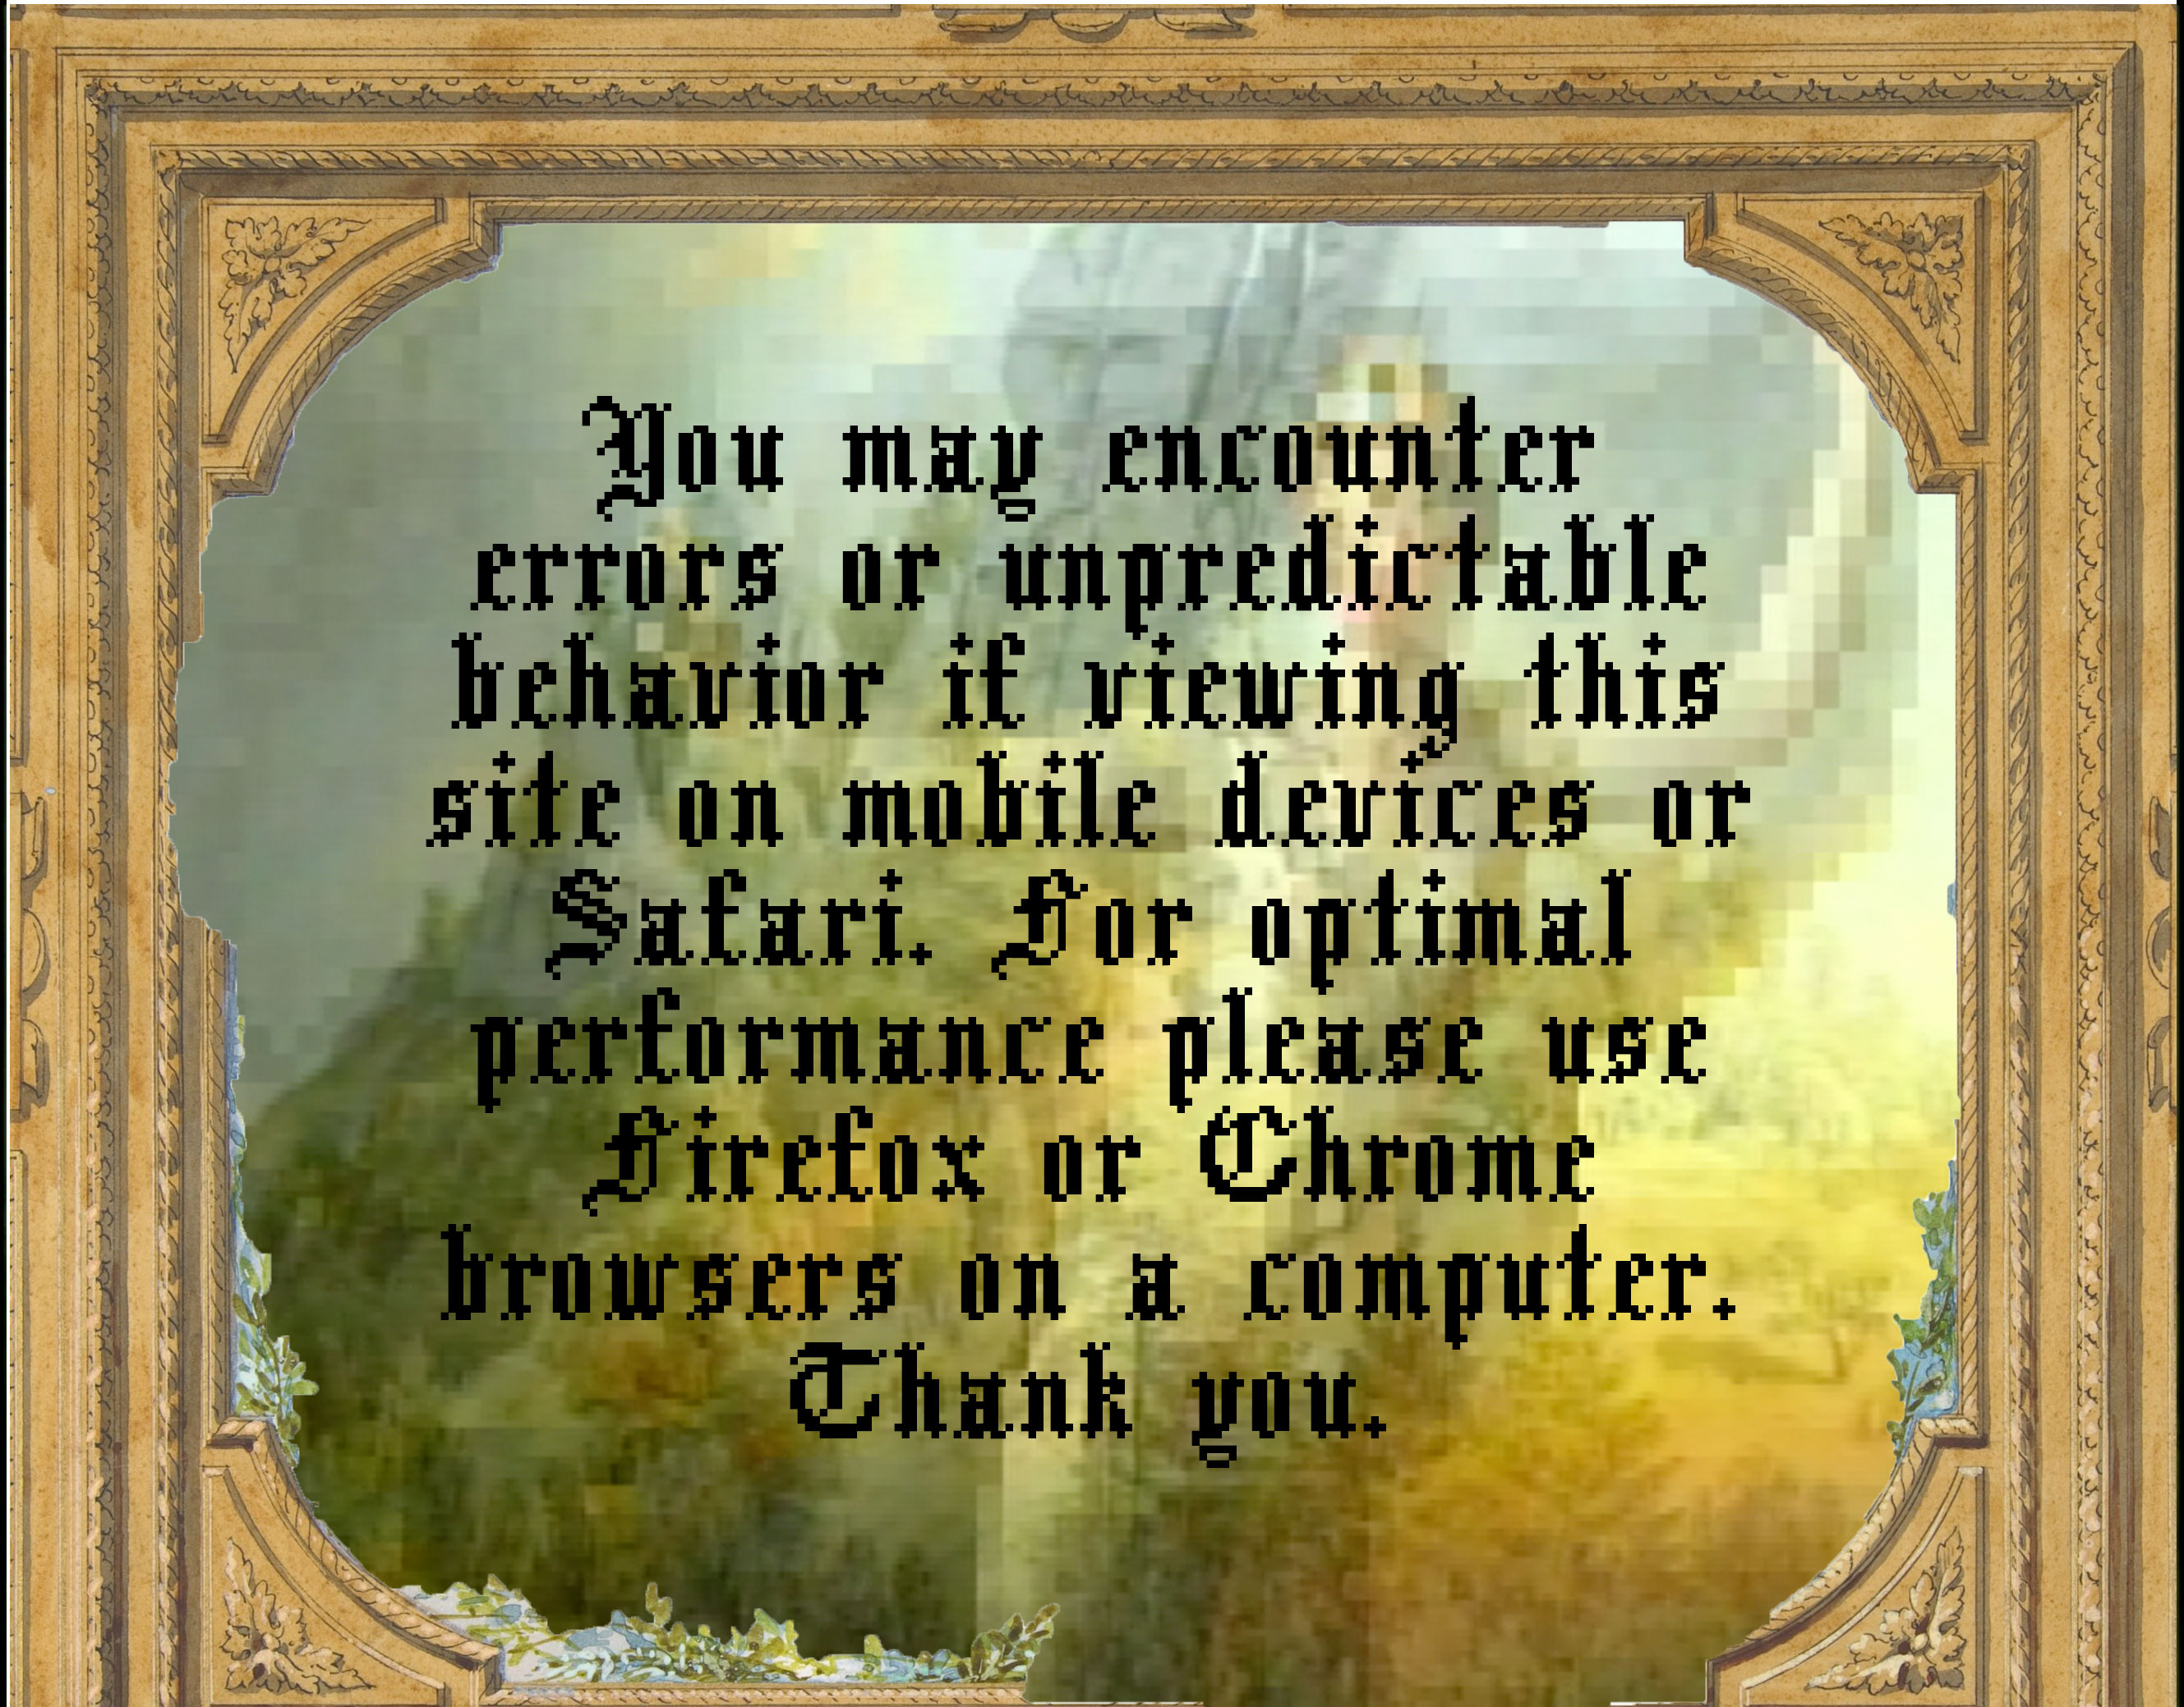 You may encounter
errors or unpredictable
behavior if viewing this
site on mobile devices or
Safari. For optimal
performance please use
Firefox or Chrome
browsers on a computer.
Thank you.